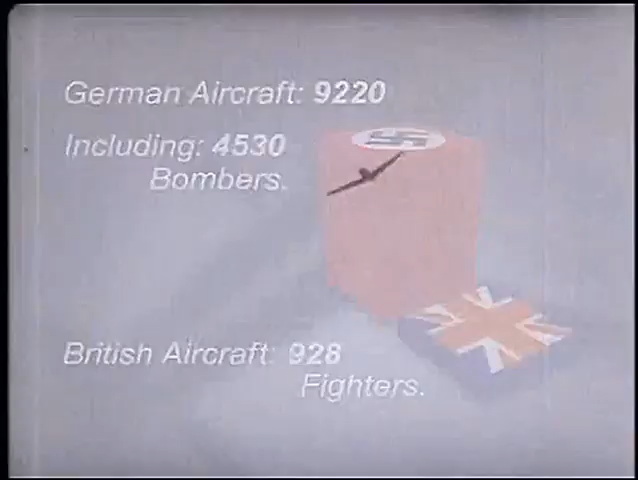 German Aircraft: 9220
Including: 4530
Bombers.
British Aircraft: 928
Fighters.